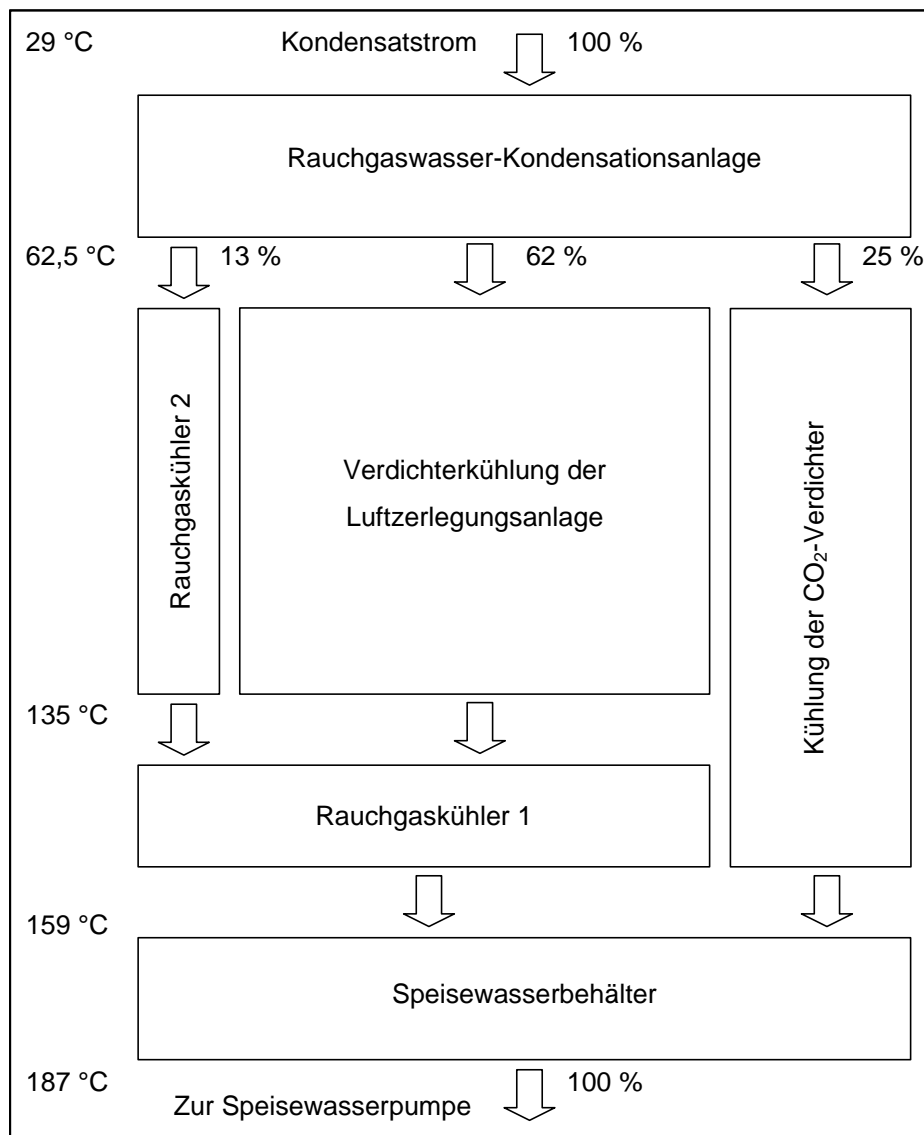 29 °C
Kondensatstrom
100 %
Rauchgaswasser-Kondensationsanlage
62,5 °C
13 %
62 %
25 %
Rauchgaskühler 2
Verdichterkühlung der
Luftzerlegungsanlage
Kühlung der CO₂-Verdichter
135 °C
Rauchgaskühler 1
159 °C
Speisewasserbehälter
187 °C
Zur Speisewasserpumpe
100 %